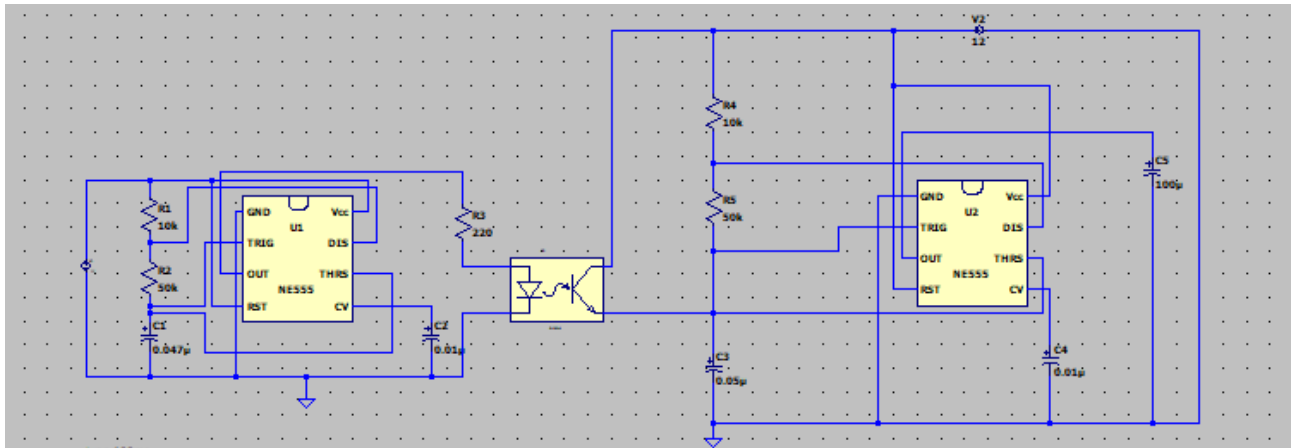 V2
12
R4
10k
C5
100µ
R5
50k
GND
Vcc
U2
TRIG
DIS
OUT
THRS
NE555
RST
CV
R1
10k
GND
Vcc
U1
TRIG
DIS
R3
220
R2
50k
OUT
THRS
NE555
RST
CV
C1
0.047µ
C2
0.01µ
C3
0.05µ
C4
0.01µ